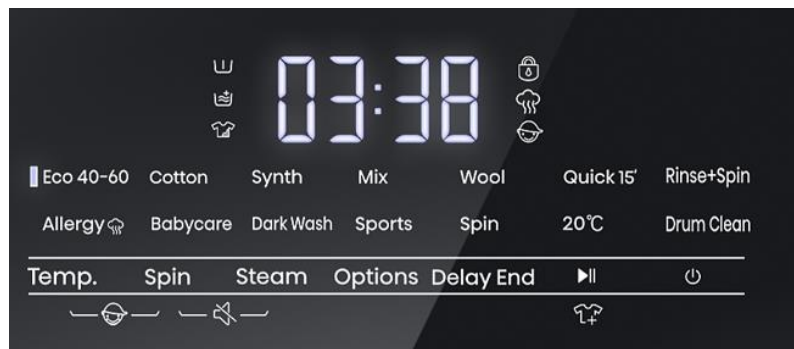 03:38
Eco 40-60 Cotton Synth Mix Wool Quick 15' Rinse+Spin
Allergy Babycare Dark Wash Sports Spin 20℃ Drum Clean
Temp. Spin Steam Options Delay End